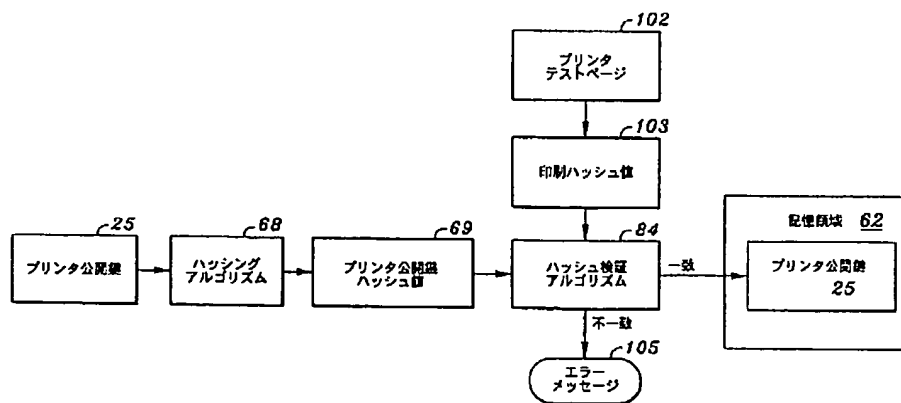 102
プリンタ
テストページ
103
印刷ハッシュ値
25
プリンタ公開鍵
68
ハッシング
アルゴリズム
69
プリンタ公開鍵
ハッシュ値
84
ハッシュ検証
アルゴリズム
一致
記憶領域 62
プリンタ公開鍵
25
不一致
105
エラー
メッセージ